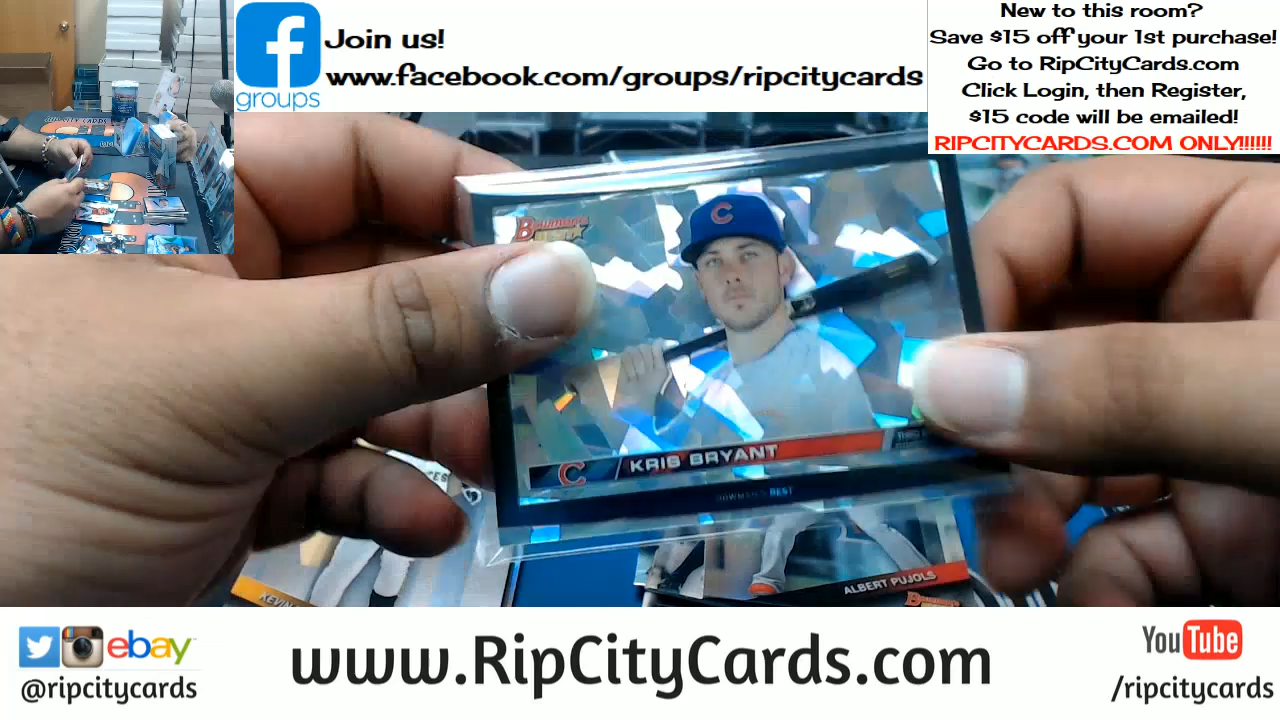 groups
Join us!
www.facebook.com/groups/ripcitycards
New to this room?
Save $15 off your 1st purchase!
Go to RipCityCards.com
Click Login, then Register,
$15 code will be emailed!
RIPCITYCARDS.COM ONLY!!!!!!
C
Bowman's
BEST
C
KRIS BRYANT
BOWMAN'S BEST
ALBERT PUJOLS
KEVIN
ebay
@ripcitycards
www.RipCityCards.com
YouTube
/ripcitycards